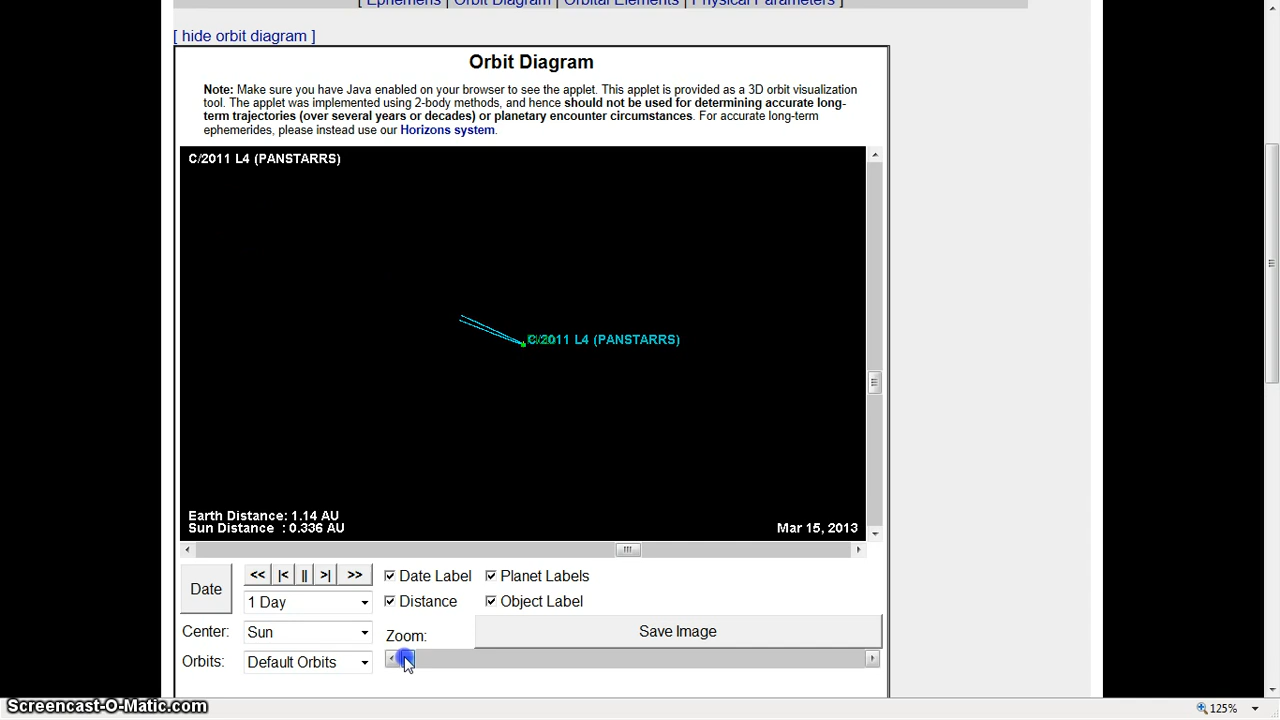 [ Ephemeris | Orbit Diagram | Orbital Elements | Physical Parameters ]
[ hide orbit diagram ]
Orbit Diagram
Note: Make sure you have Java enabled on your browser to see the applet. This applet is provided as a 3D orbit visualization
tool. The applet was implemented using 2-body methods, and hence should not be used for determining accurate long-
term trajectories (over several years or decades) or planetary encounter circumstances. For accurate long-term
ephemerides, please instead use our Horizons system.
C/2011 L4 (PANSTARRS)
C/2011 L4 (PANSTARRS)
Earth Distance: 1.14 AU
Sun Distance : 0.336 AU
Mar 15, 2013
Date
<< |< || >| >>
Date Label
Planet Labels
1 Day
Distance
Object Label
Center:
Sun
Zoom:
Save Image
Orbits:
Default Orbits
Screencast-O-Matic.com
125%